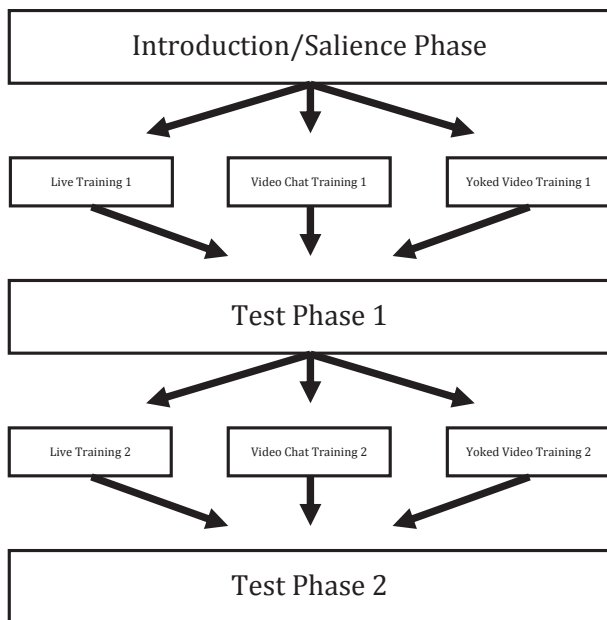 Introduction/Salience Phase
Live Training 1
Video Chat Training 1
Yoked Video Training 1
Test Phase 1
Live Training 2
Video Chat Training 2
Yoked Video Training 2
Test Phase 2